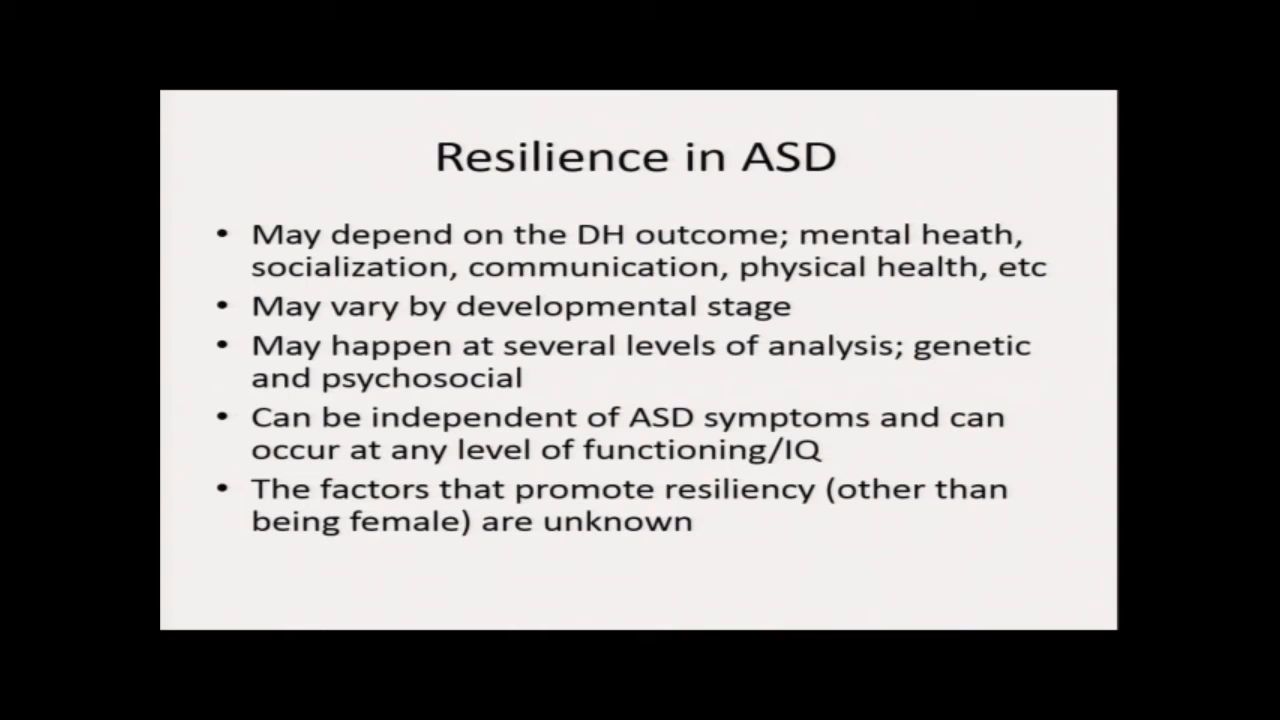 Resilience in ASD
• May depend on the DH outcome; mental heath,
socialization, communication, physical health, etc
• May vary by developmental stage
• May happen at several levels of analysis; genetic
and psychosocial
• Can be independent of ASD symptoms and can
occur at any level of functioning/IQ
• The factors that promote resiliency (other than
being female) are unknown